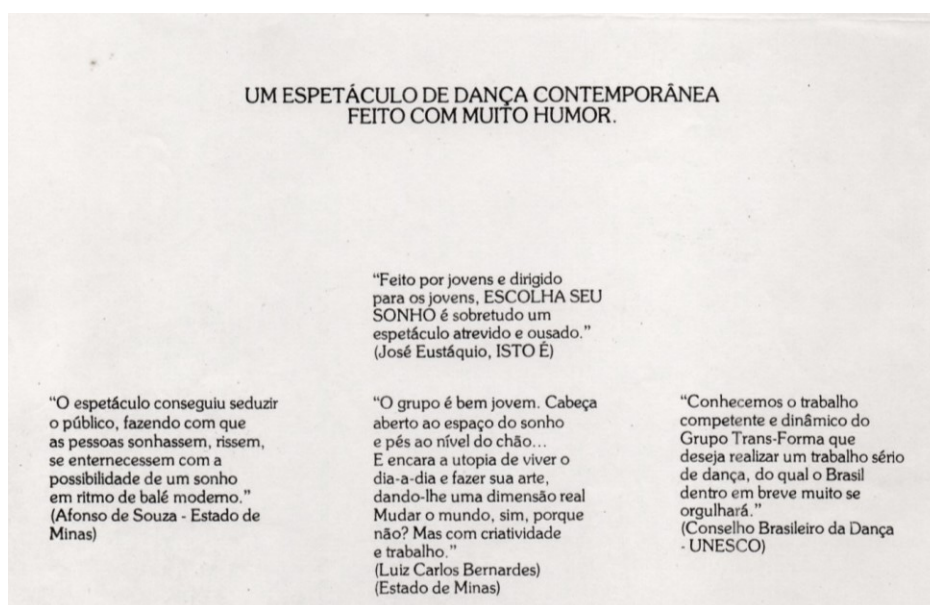 UM ESPETÁCULO DE DANÇA CONTEMPORÂNEA
FEITO COM MUITO HUMOR.
“Feito por jovens e dirigido
para os jovens, ESCOLHA SEU
SONHO é sobretudo um
espetáculo atrevido e ousado.”
(José Eustáquio, ISTO É)
“O espetáculo conseguiu seduzir
o público, fazendo com que
as pessoas sonhassem, rissem,
se enternecessem com a
possibilidade de um sonho
em ritmo de balé moderno.”
(Afonso de Souza - Estado de
Minas)
“O grupo é bem jovem. Cabeça
aberto ao espaço do sonho
e pés ao nível do chão...
E encara a utopia de viver o
dia-a-dia e fazer sua arte,
dando-lhe uma dimensão real
Mudar o mundo, sim, porque
não? Mas com criatividade
e trabalho.”
(Luiz Carlos Bernardes)
(Estado de Minas)
“Conhecemos o trabalho
competente e dinâmico do
Grupo Trans-Forma que
deseja realizar um trabalho sério
de dança, do qual o Brasil
dentro em breve muito se
orgulhará.”
(Conselho Brasileiro da Dança
- UNESCO)